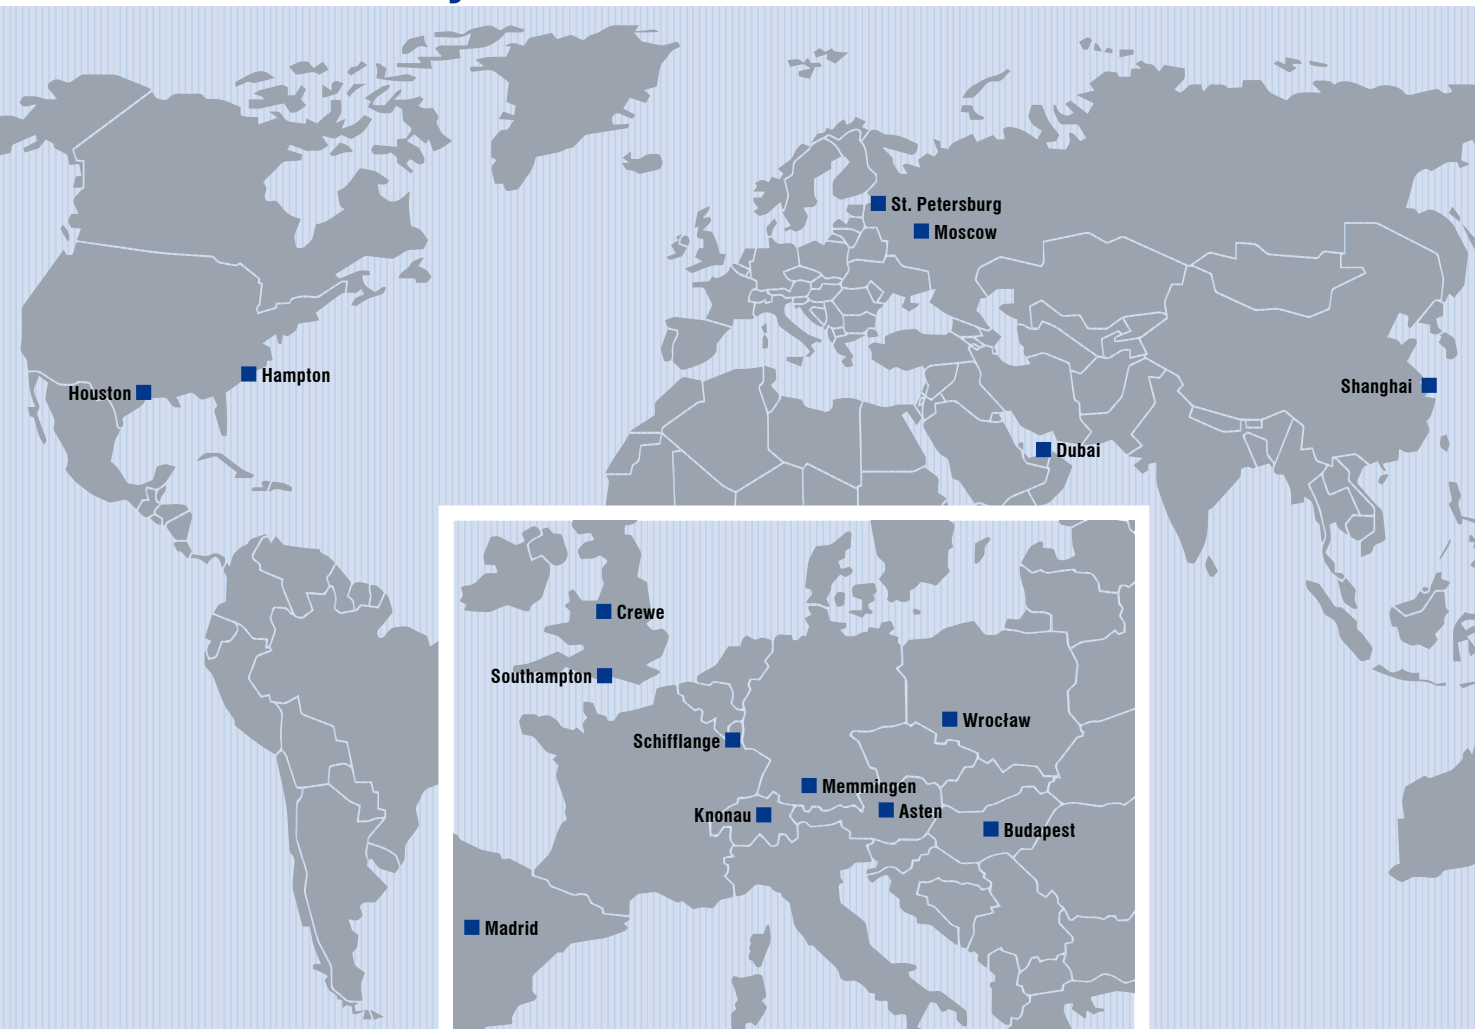 St. Petersburg
Moscow
Hampton
Houston
Shanghai
Dubai
Crewe
Southampton
Wrocław
Schifflange
Memmingen
Knonau
Asten
Budapest
Madrid